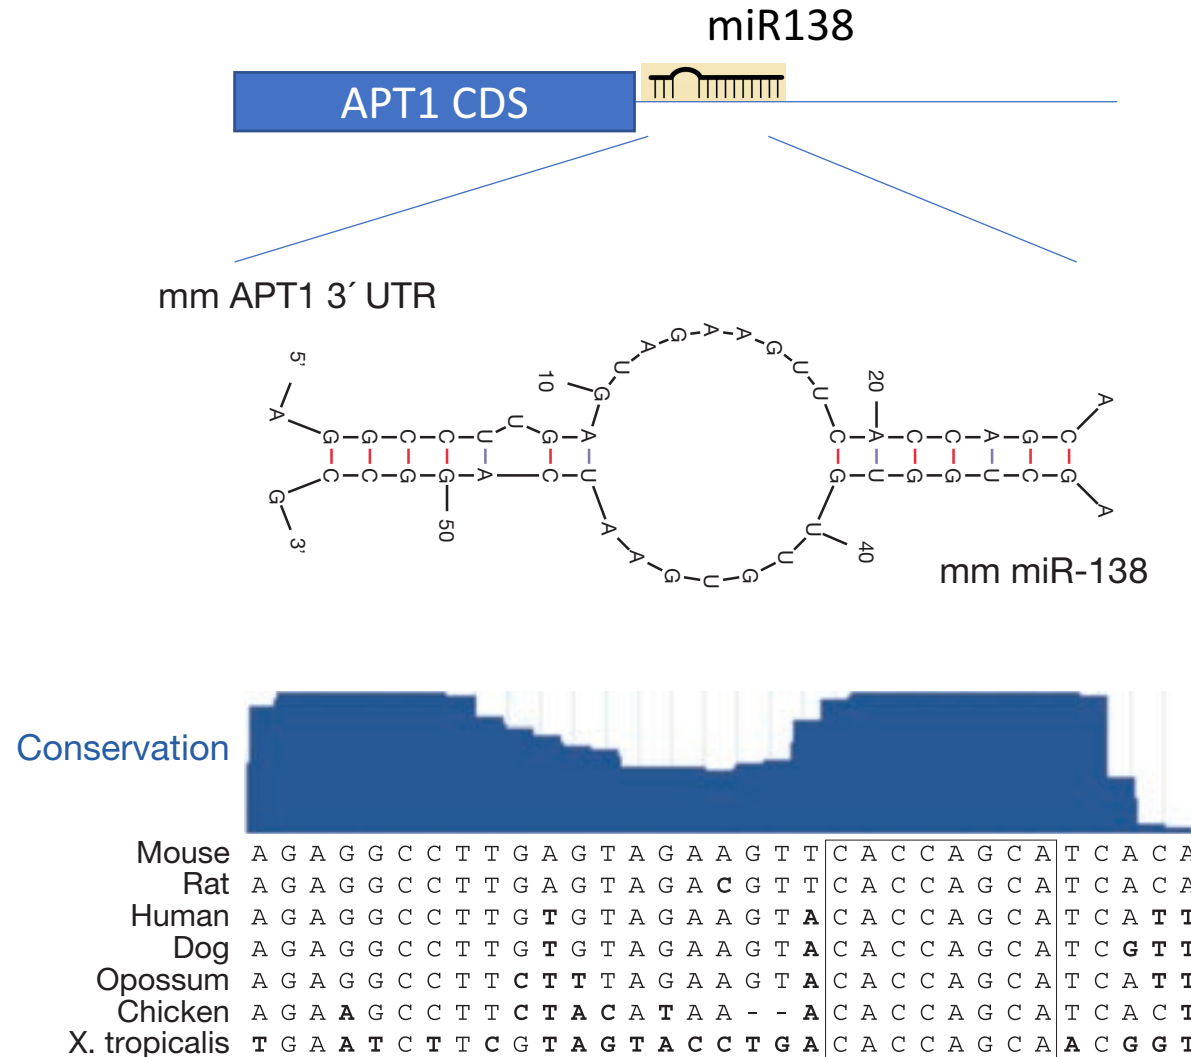 miR138
APT1 CDS
mm APT1 3´ UTR
5'
10
20
A G G C C U U G A G U A G A A G U U C A C C A G C A
G C C G G A C U A A G U G U U G U G G U C G A
3'
50
40
mm miR-138
Conservation
Mouse A G A G G C C T T G A G T A G A A G T T C A C C A G C A T C A C A
Rat A G A G G C C T T G A G T A G A C G T T C A C C A G C A T C A C A
Human A G A G G C C T T G T G T A G A A G T A C A C C A G C A T C A T T
Dog A G A G G C C T T G T G T A G A A G T A C A C C A G C A T C G T T
Opossum A G A G G C C T T C T T T A G A A G T A C A C C A G C A T C A T T
Chicken A G A A G C C T T C T A C A T A A - - A C A C C A G C A T C A C T
X. tropicalis T G A A T C T T C G T A G T A C C T G A C A C C A G C A A C G G T